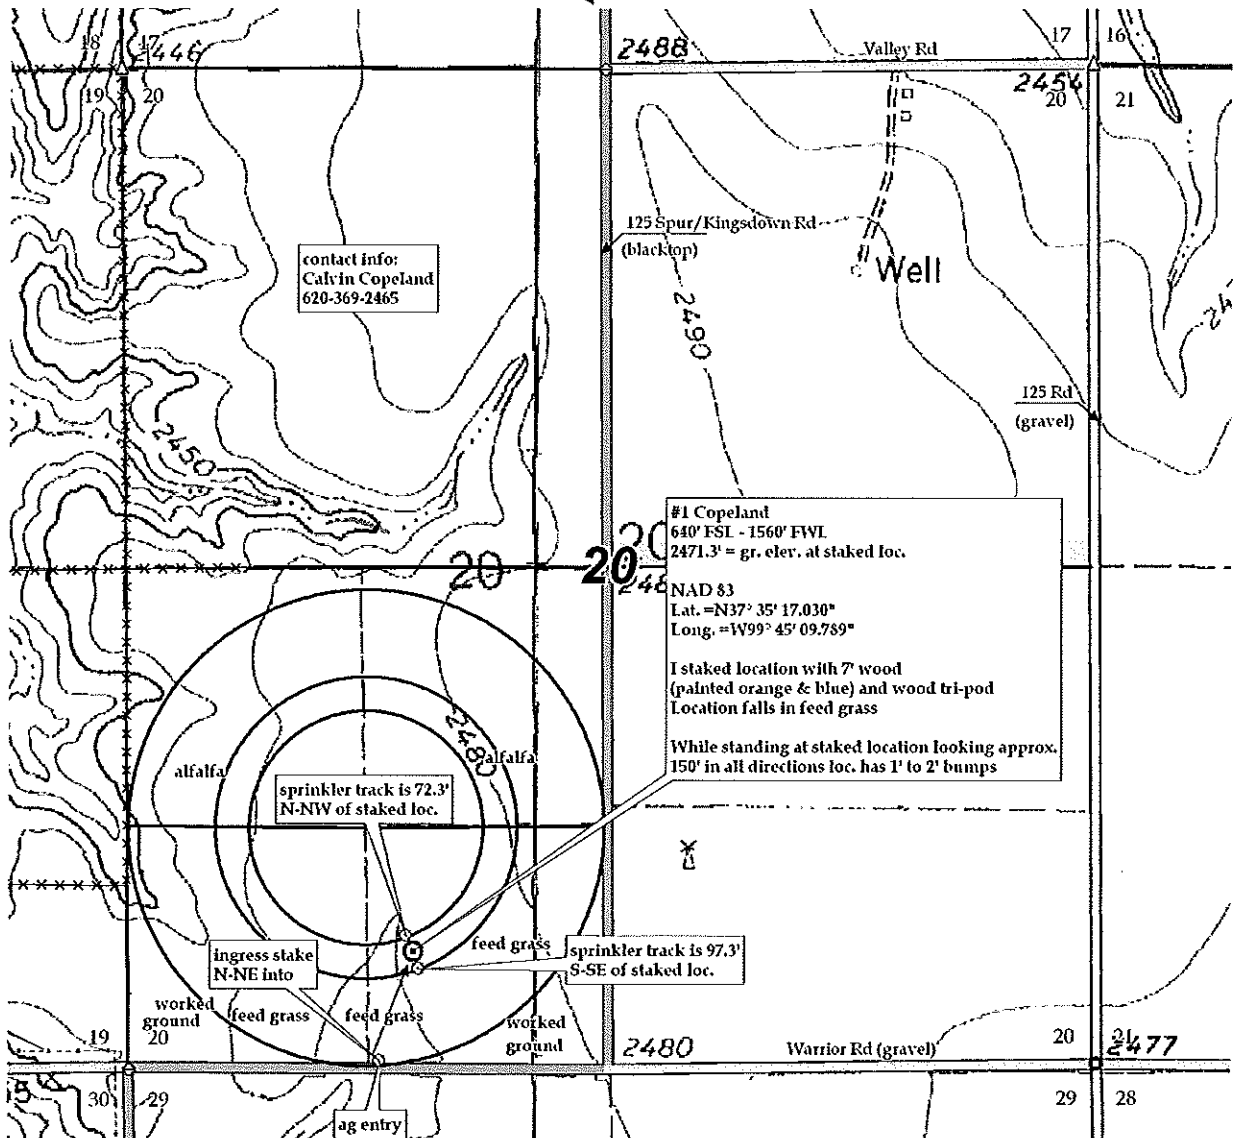 18 17
2446
2488
Valley Rd
17 16
19 20
2454
20 21
125 Spur/Kingsdown Rd
(blacktop)
Well
contact info:
Calvin Copeland
620-369-2465
2490
125 Rd
(gravel)
2450
#1 Copeland
640' FSL - 1560' FWL
2471.3' = gr. elev. at staked loc.
NAD 83
Lat. =N37° 35' 17.030"
Long. =W99° 45' 09.789"
I staked location with 7' wood
(painted orange & blue) and wood tri-pod
Location falls in feed grass
While standing at staked location looking approx.
150' in all directions loc. has 1' to 2' bumps
20
20
20
2480
alfalfa
alfalfa
sprinkler track is 72.3'
N-NW of staked loc.
feed grass
sprinkler track is 97.3'
S-SE of staked loc.
ingress stake
N-NE into
worked
ground
feed grass
feed grass
worked
ground
19 20
2480
Warrior Rd (gravel)
20 21
2477
30 29
29 28
ag entry